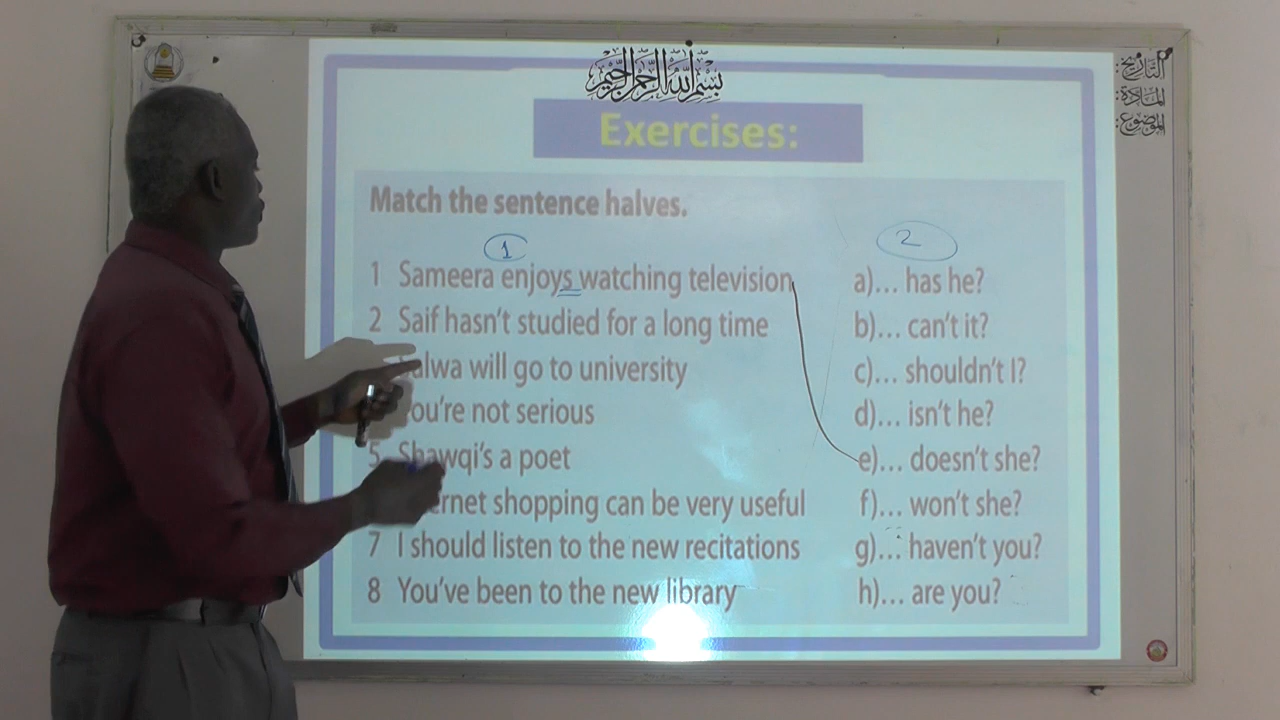 بسم الله الرحمن الرحيم
التاريخ:
المادة:
الموضوع:
Exercises:
Match the sentence halves.
1 2
1 Sameera enjoys watching television a)... has he?
2 Saif hasn't studied for a long time b)... can't it?
alwa will go to university c)... shouldn't I?
ou're not serious d)... isn't he?
5 Shawqi's a poet e)... doesn't she?
ernet shopping can be very useful f)... won't she?
7 I should listen to the new recitations g)... haven't you?
8 You've been to the new library h)... are you?